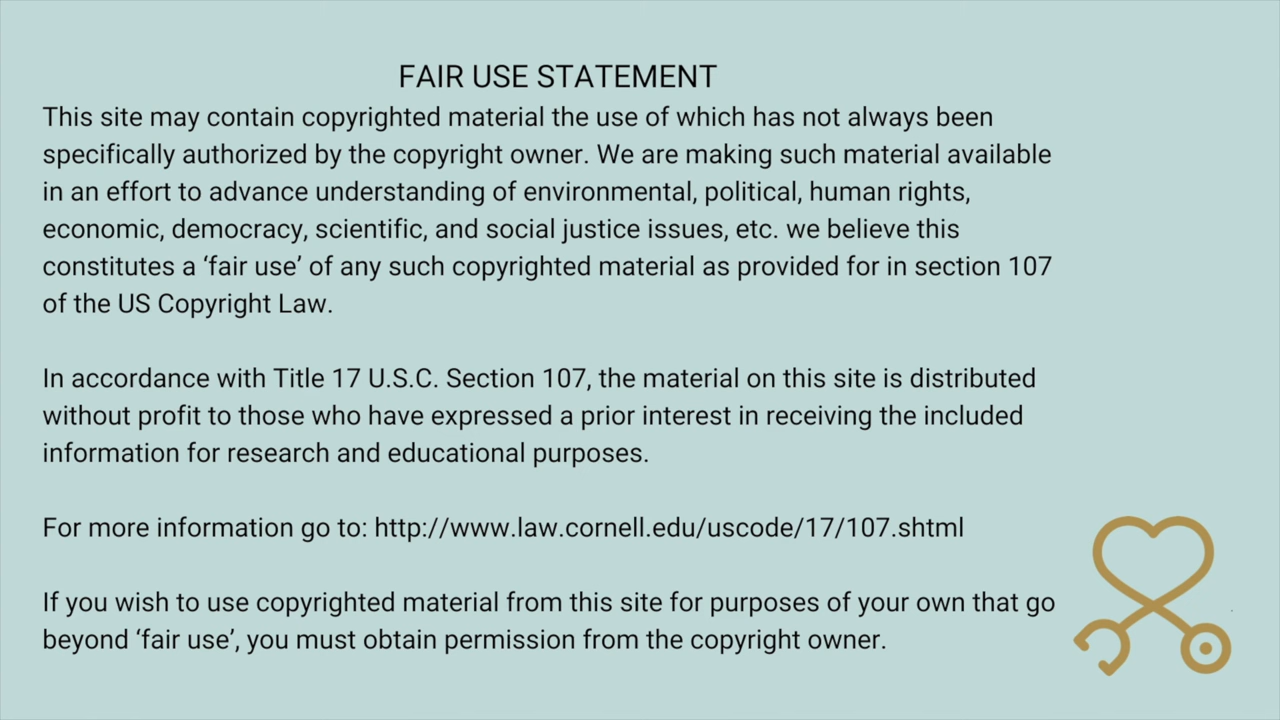 FAIR USE STATEMENT
This site may contain copyrighted material the use of which has not always been
specifically authorized by the copyright owner. We are making such material available
in an effort to advance understanding of environmental, political, human rights,
economic, democracy, scientific, and social justice issues, etc. we believe this
constitutes a ‘fair use’ of any such copyrighted material as provided for in section 107
of the US Copyright Law.
In accordance with Title 17 U.S.C. Section 107, the material on this site is distributed
without profit to those who have expressed a prior interest in receiving the included
information for research and educational purposes.
For more information go to: http://www.law.cornell.edu/uscode/17/107.shtml
If you wish to use copyrighted material from this site for purposes of your own that go
beyond ‘fair use’, you must obtain permission from the copyright owner.